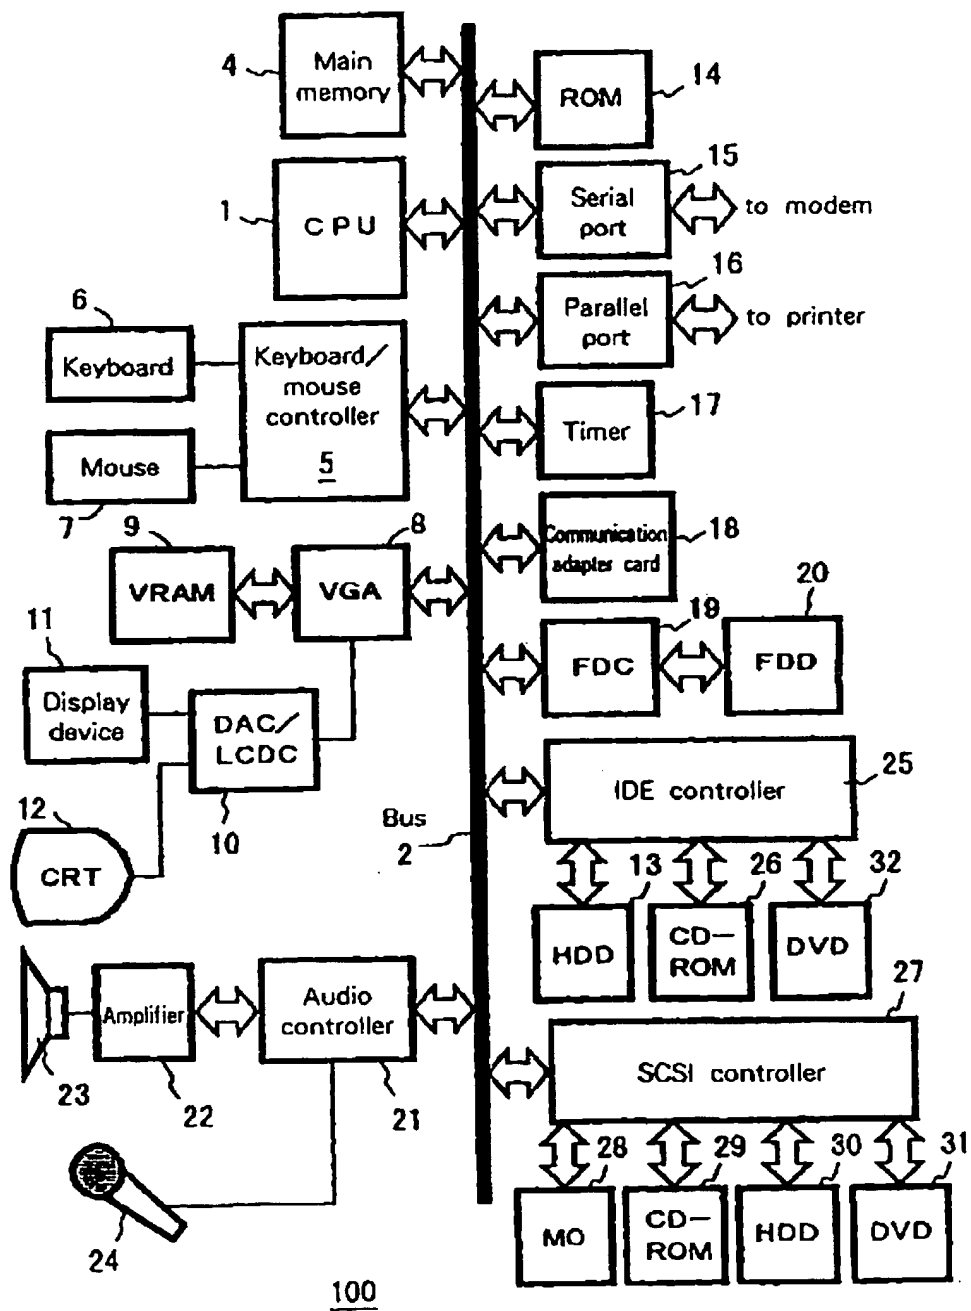 4
Main
memory
ROM
14
1
CPU
15
Serial
port
to modem
6
Keyboard
Keyboard/
mouse
controller
5
16
Parallel
port
to printer
Mouse
7
Timer
17
9
VRAM
8
VGA
Communication
adapter card
18
11
Display
device
DAC/
LCDC
10
19
FDC
20
FDD
12
CRT
Bus
2
IDE controller
25
13
HDD
26
CD-
ROM
32
DVD
23
Amplifier
22
Audio
controller
21
27
SCSI controller
24
28
MO
29
CD-
ROM
30
HDD
31
DVD
100